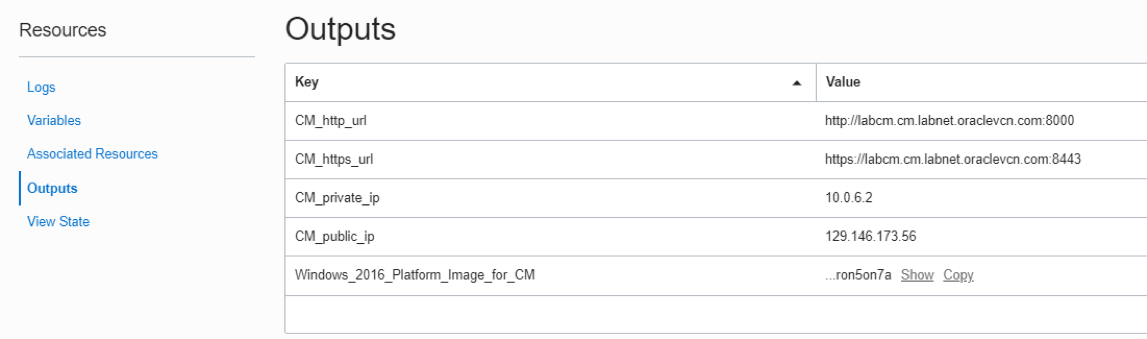 Resources
Logs
Variables
Associated Resources
Outputs
View State
Outputs
Key Value
CM_http_url http://labcm.cm.labnet.oraclevcn.com:8000
CM_https_url https://labcm.cm.labnet.oraclevcn.com:8443
CM_private_ip 10.0.6.2
CM_public_ip 129.146.173.56
Windows_2016_Platform_Image_for_CM ...ron5on7a Show Copy